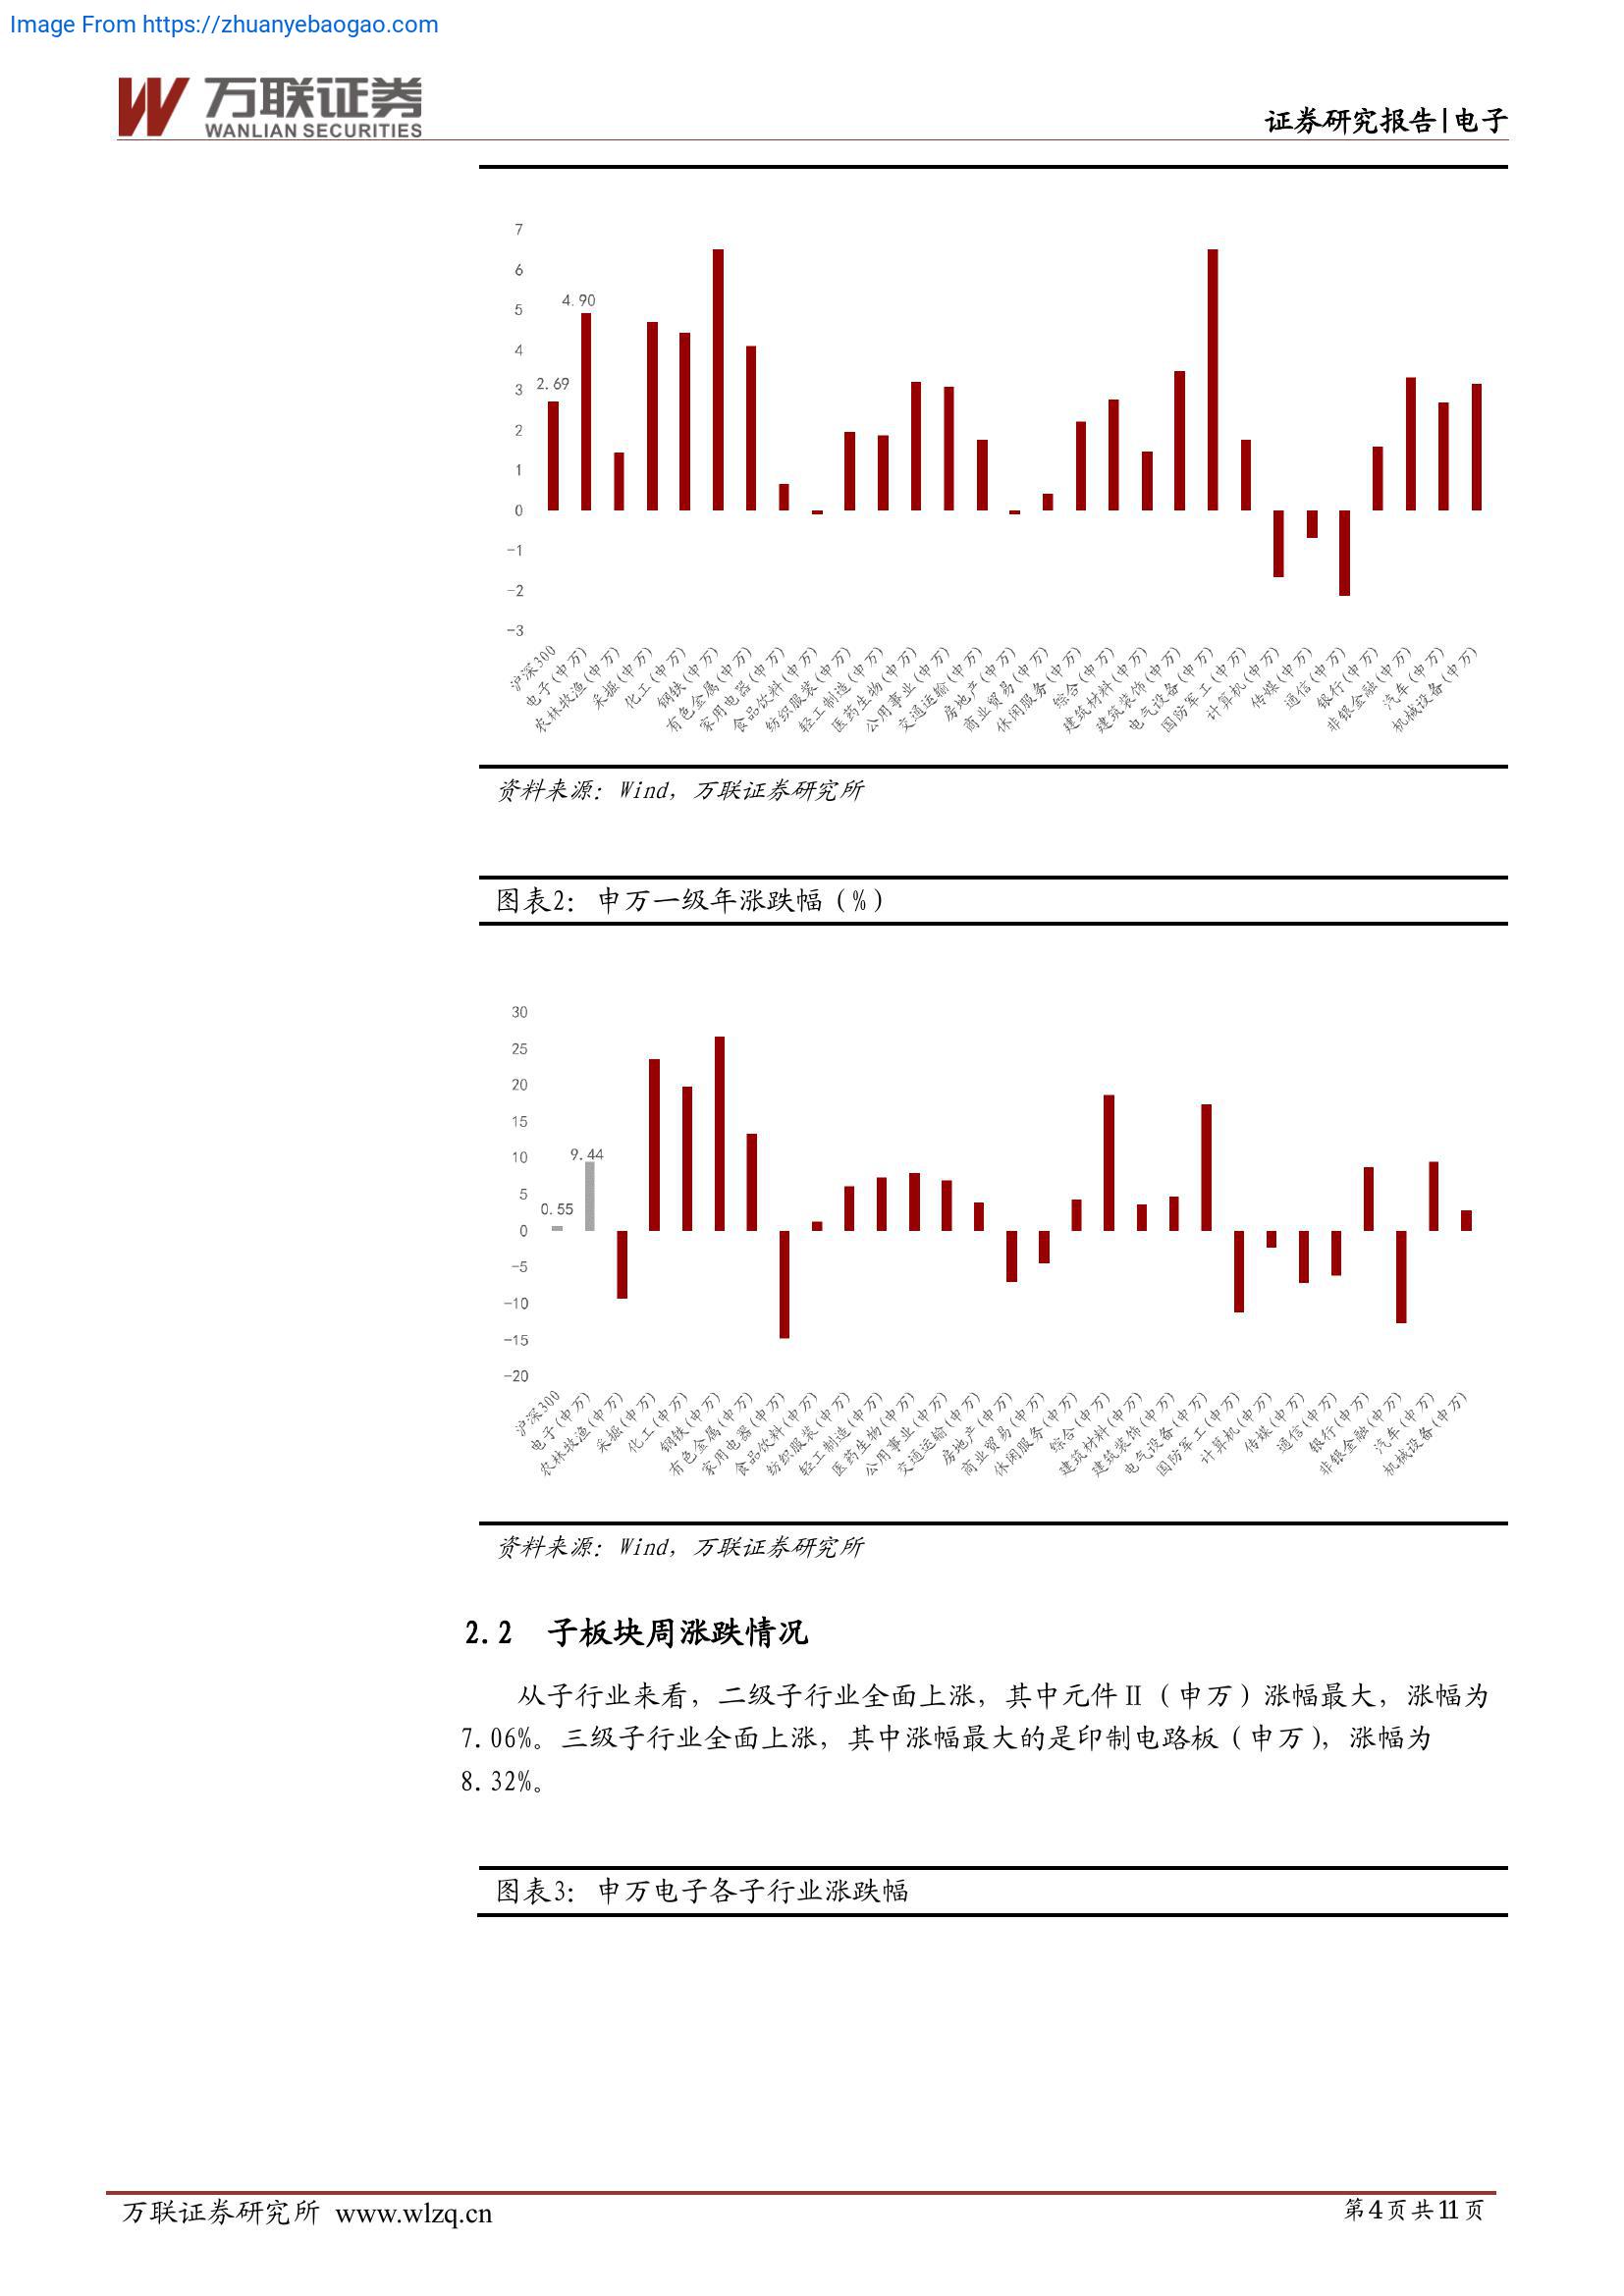 Image From https://zhuanyebaogao.com
万联证券
WANLIAN SECURITIES
证券研究报告|电子
7
6
5
4
3
2
1
0
-1
-2
-3
2.69
4.90
沪深300
电子(申万)
农林牧渔(申万)
采掘(申万)
化工(申万)
钢铁(申万)
有色金属(申万)
家用电器(申万)
食品饮料(申万)
纺织服装(申万)
轻工制造(申万)
医药生物(申万)
公用事业(申万)
交通运输(申万)
房地产(申万)
商业贸易(申万)
休闲服务(申万)
综合(申万)
建筑材料(申万)
建筑装饰(申万)
电气设备(申万)
国防军工(申万)
计算机(申万)
传媒(申万)
通信(申万)
银行(申万)
非银金融(申万)
汽车(申万)
机械设备(申万)
资料来源：Wind，万联证券研究所
图表2：申万一级年涨跌幅（%）
30
25
20
15
10
5
0
-5
-10
-15
-20
0.55
9.44
沪深300
电子(申万)
农林牧渔(申万)
采掘(申万)
化工(申万)
钢铁(申万)
有色金属(申万)
家用电器(申万)
食品饮料(申万)
纺织服装(申万)
轻工制造(申万)
医药生物(申万)
公用事业(申万)
交通运输(申万)
房地产(申万)
商业贸易(申万)
休闲服务(申万)
综合(申万)
建筑材料(申万)
建筑装饰(申万)
电气设备(申万)
国防军工(申万)
计算机(申万)
传媒(申万)
通信(申万)
银行(申万)
非银金融(申万)
汽车(申万)
机械设备(申万)
资料来源：Wind，万联证券研究所
2.2 子板块周涨跌情况
从子行业来看，二级子行业全面上涨，其中元件Ⅱ（申万）涨幅最大，涨幅为
7.06%。三级子行业全面上涨，其中涨幅最大的是印制电路板（申万），涨幅为
8.32%。
图表3：申万电子各子行业涨跌幅
万联证券研究所 www.wlzq.cn
第4页共11页